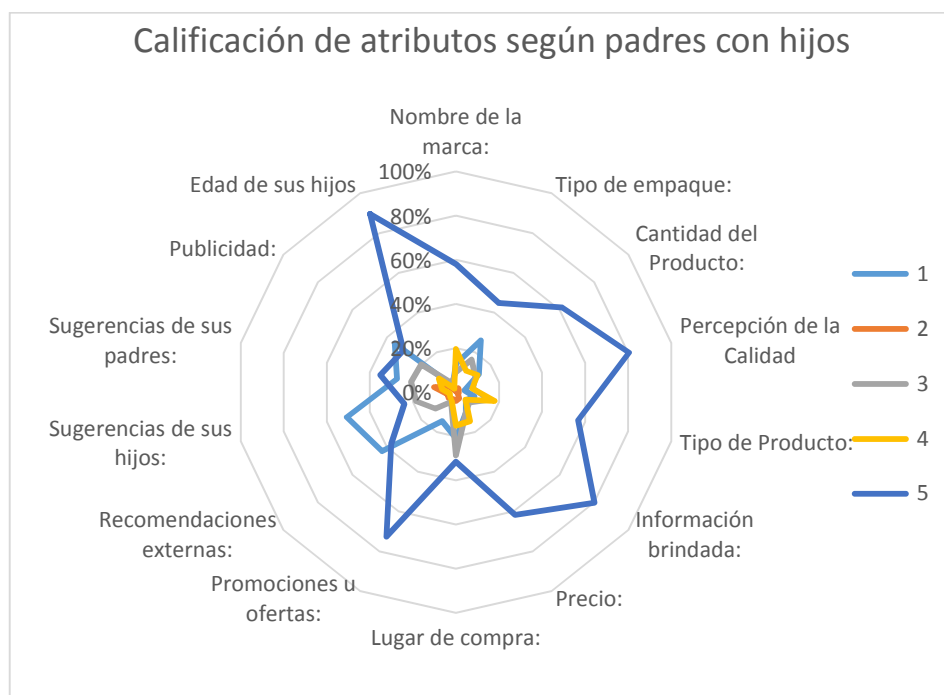 Calificación de atributos según padres con hijos
Nombre de la
marca:
Tipo de empaque:
Cantidad del
Producto:
Percepción de la
Calidad
Tipo de Producto:
Información
brindada:
Precio:
Lugar de compra:
Promociones u
ofertas:
Recomendaciones
externas:
Sugerencias de sus
hijos:
Sugerencias de sus
padres:
Publicidad:
Edad de sus hijos
100%
80%
60%
40%
20%
0%
1
2
3
4
5